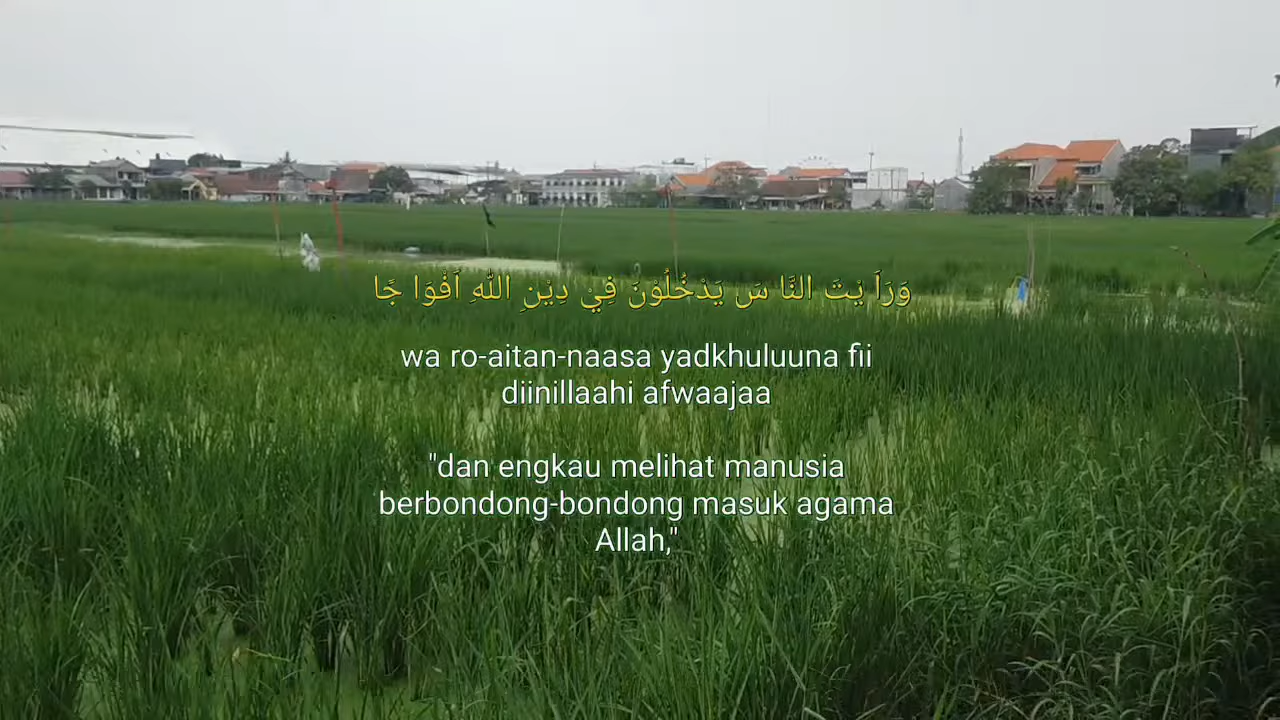 وَرَاَ يْتَ النَّا سَ يَدْخُلُوْنَ فِيْ دِيْنِ اللّٰهِ اَفْوَا جًا
wa ro-aitan-naasa yadkhuluuna fii
diinillaahi afwaajaa
"dan engkau melihat manusia
berbondong-bondong masuk agama
Allah,"